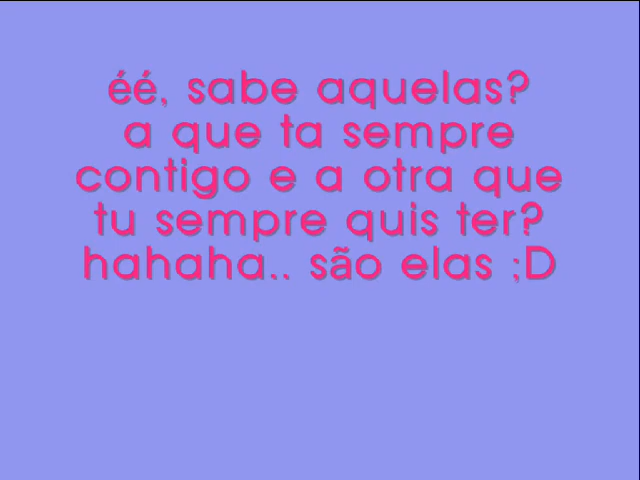 éé, sabe aquelas?
a que ta sempre
contigo e a otra que
tu sempre quis ter?
hahaha.. são elas ;D